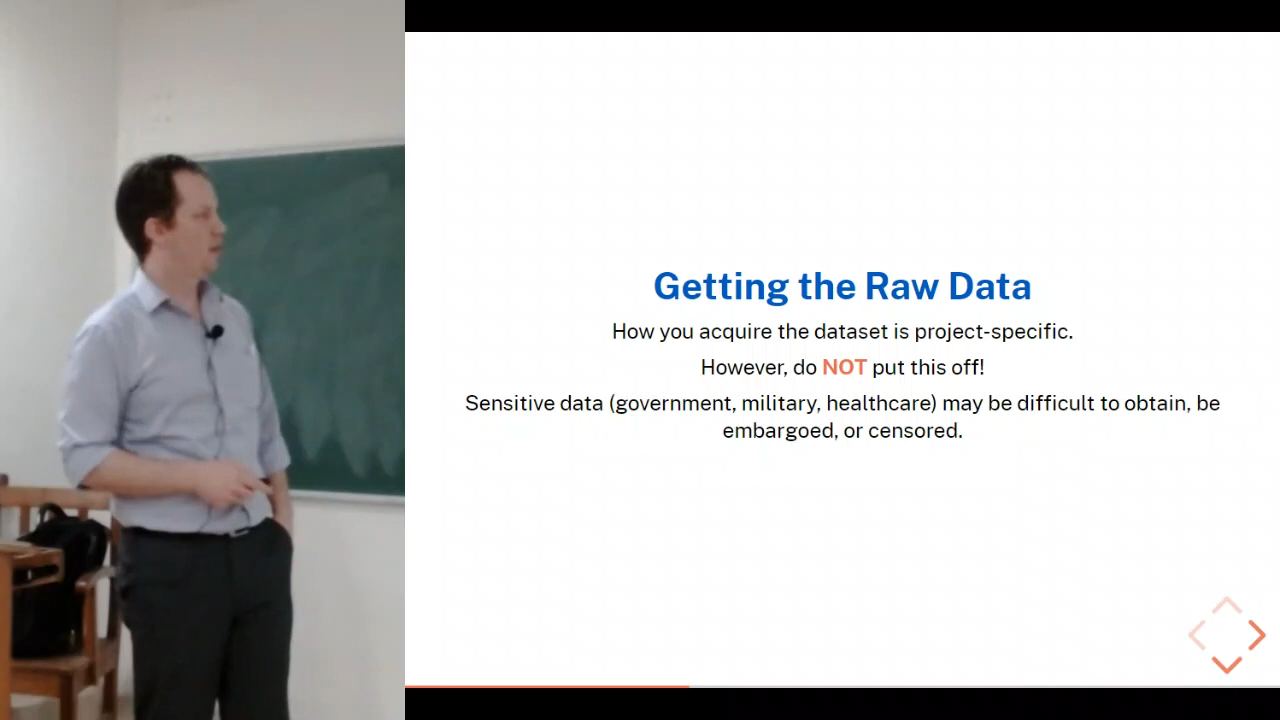 Getting the Raw Data
How you acquire the dataset is project-specific.
However, do NOT put this off!
Sensitive data (government, military, healthcare) may be difficult to obtain, be
embargoed, or censored.